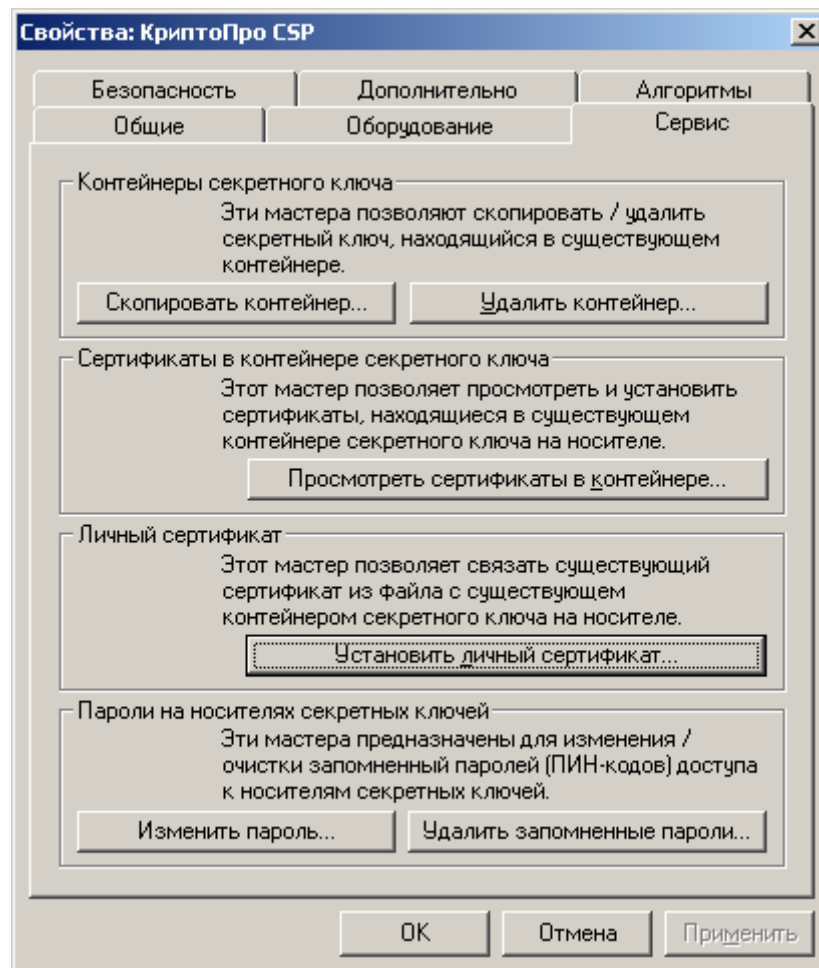 Свойства: КриптоПро CSP
Безопасность
Дополнительно
Алгоритмы
Общие
Оборудование
Сервис
Контейнеры секретного ключа
Эти мастера позволяют скопировать / удалить
секретный ключ, находящийся в существующем
контейнере.
Скопировать контейнер...
Удалить контейнер...
Сертификаты в контейнере секретного ключа
Этот мастер позволяет просмотреть и установить
сертификаты, находящиеся в существующем
контейнере секретного ключа на носителе.
Просмотреть сертификаты в контейнере...
Личный сертификат
Этот мастер позволяет связать существующий
сертификат из файла с существующем
контейнером секретного ключа на носителе.
Установить личный сертификат...
Пароли на носителях секретных ключей
Эти мастера предназначены для изменения /
очистки запомненный паролей (ПИН-кодов) доступа
к носителям секретных ключей.
Изменить пароль...
Удалить запомненные пароли...
ОК
Отмена
Применить